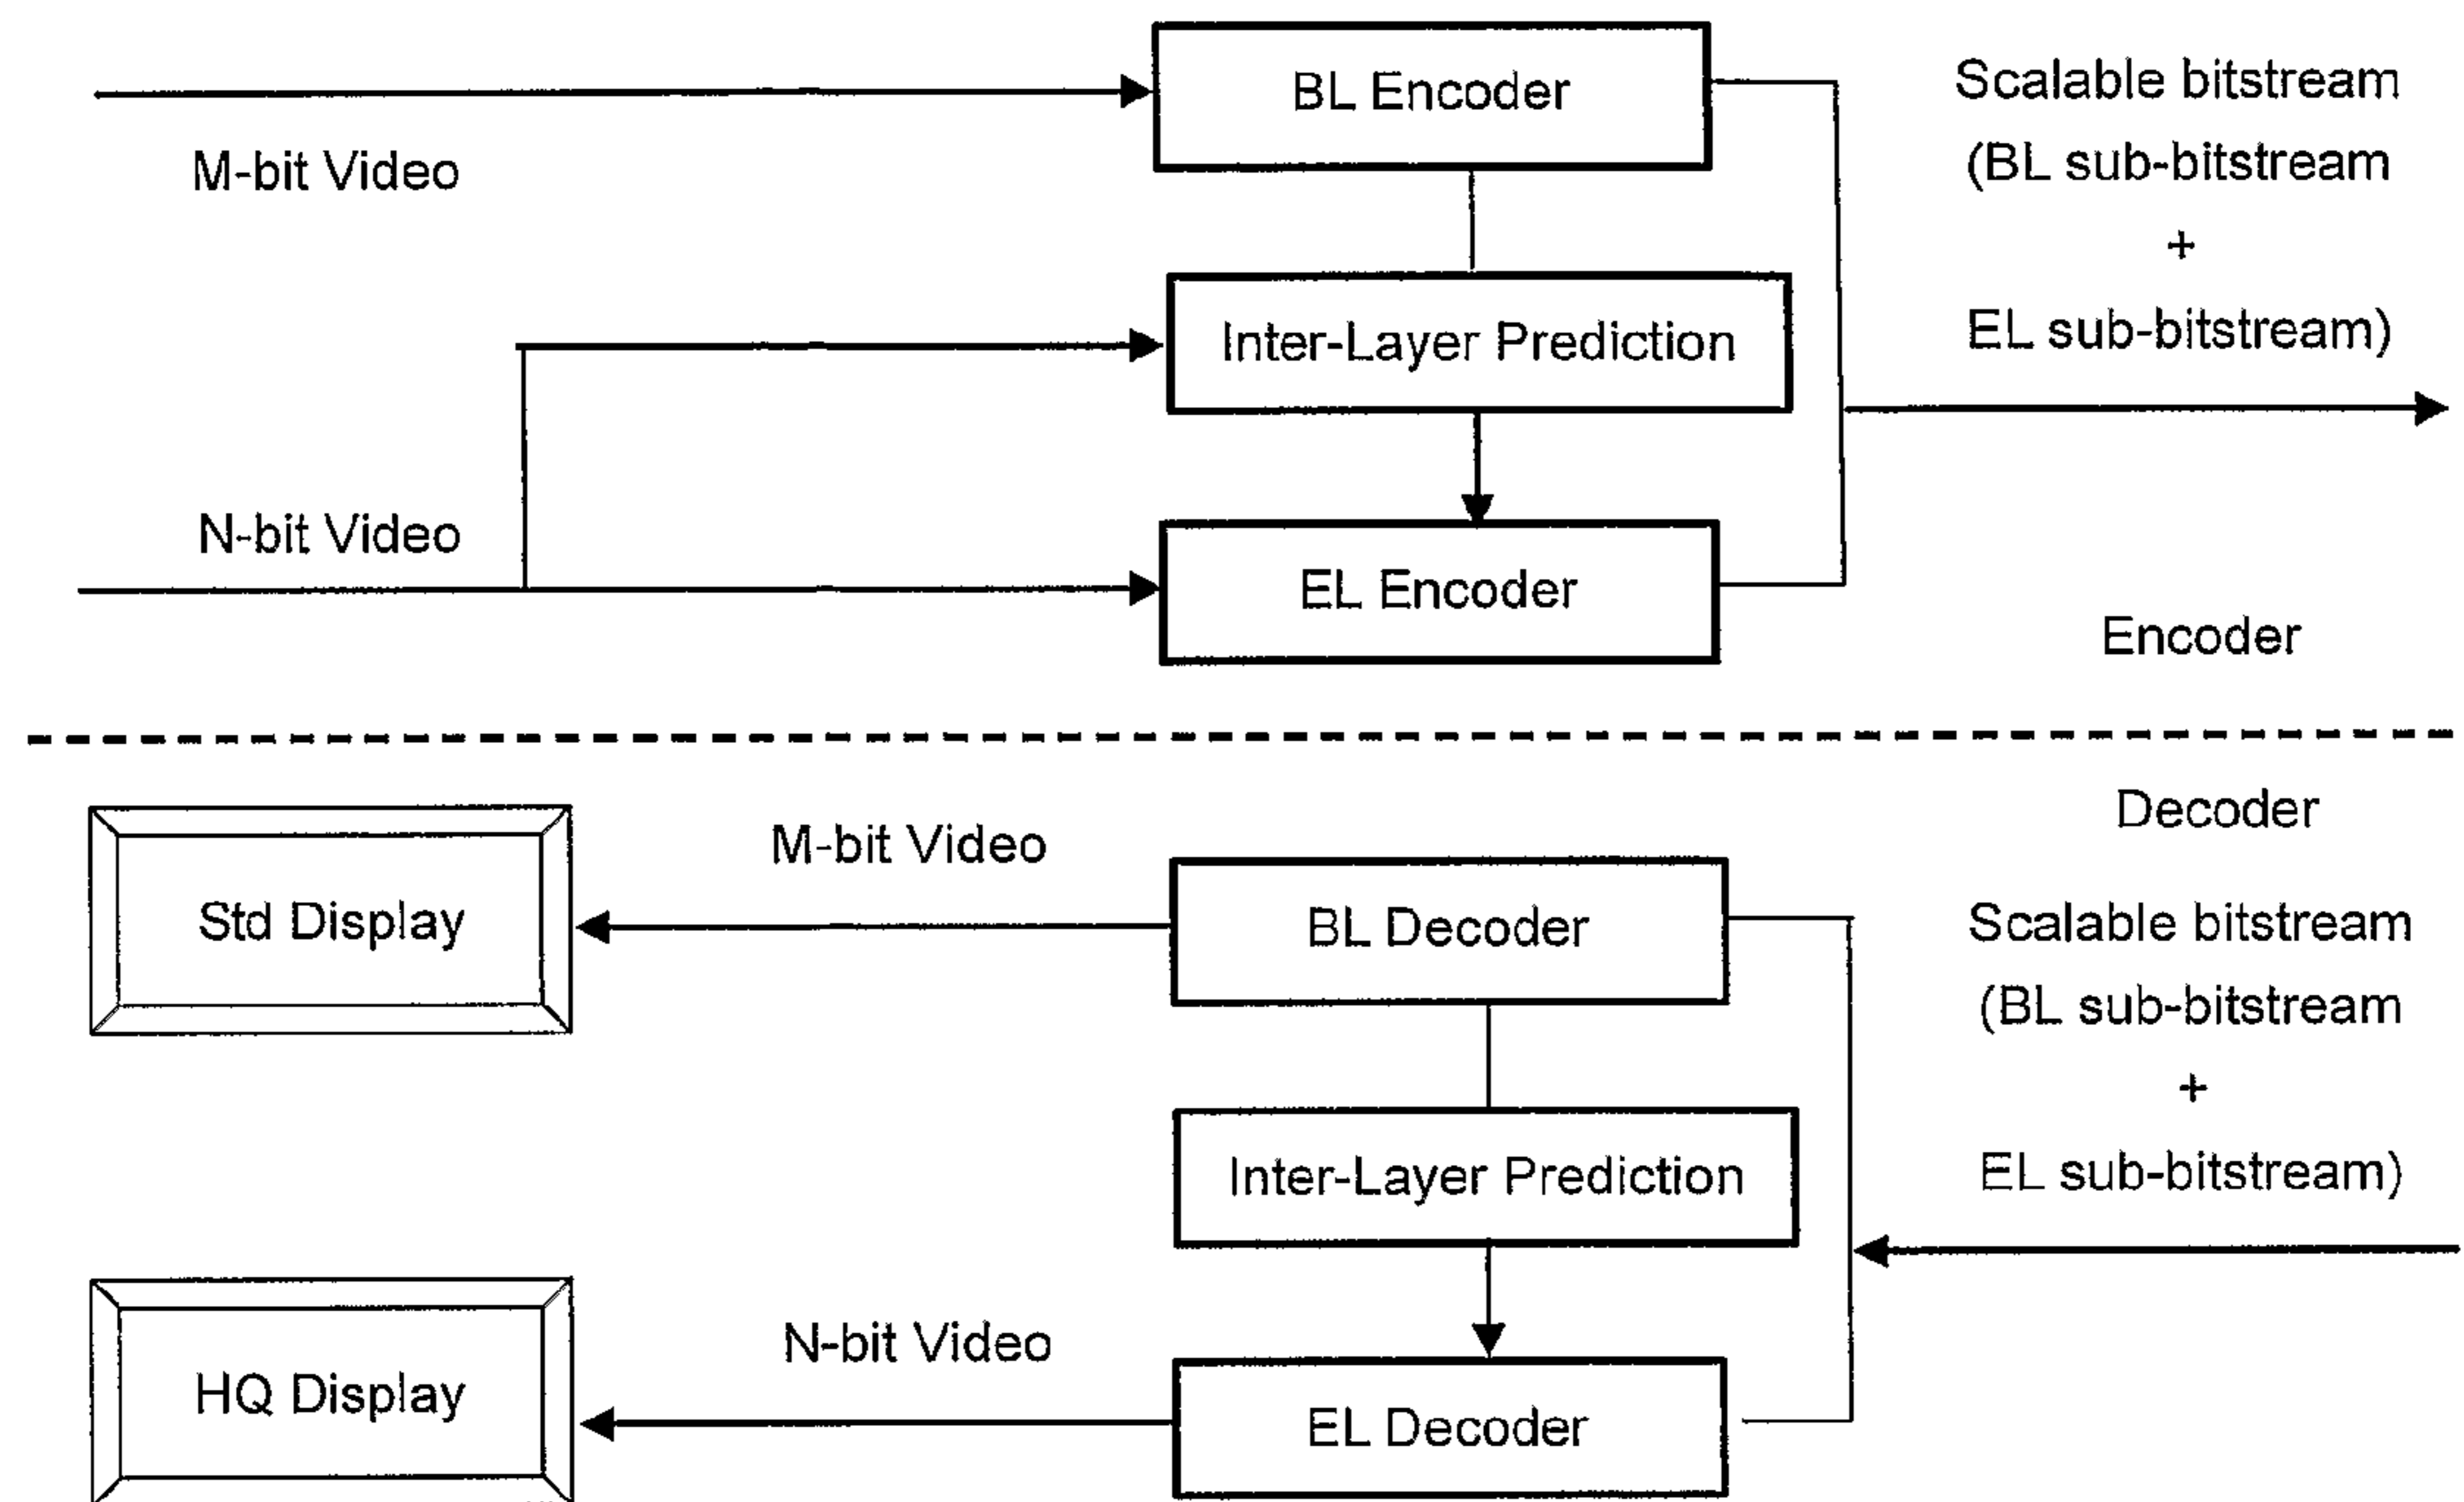 BL Encoder
Scalable bitstream
(BL sub-bitstream
+
EL sub-bitstream)
M-bit Video
Inter-Layer Prediction
N-bit Video
EL Encoder
Encoder
Decoder
M-bit Video
Std Display
BL Decoder
Scalable bitstream
(BL sub-bitstream
+
EL sub-bitstream)
Inter-Layer Prediction
N-bit Video
HQ Display
EL Decoder